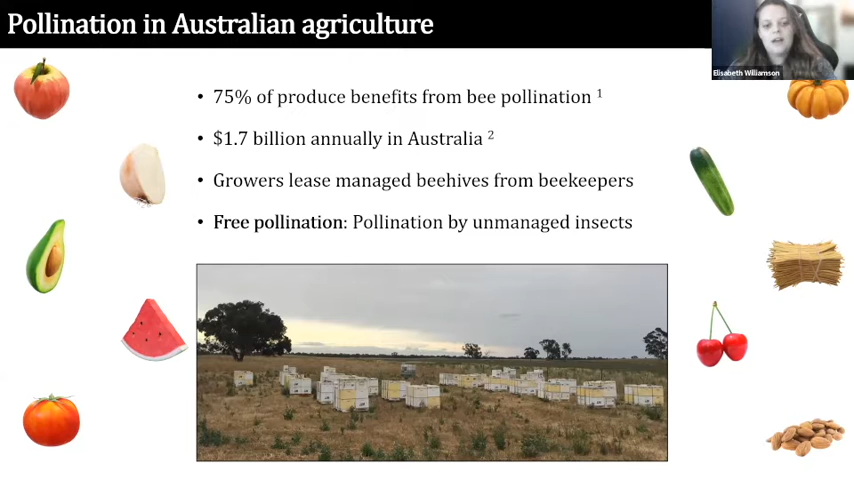 Pollination in Australian agriculture
Elisabeth Williamson
• 75% of produce benefits from bee pollination ¹
• $1.7 billion annually in Australia ²
• Growers lease managed beehives from beekeepers
• Free pollination: Pollination by unmanaged insects